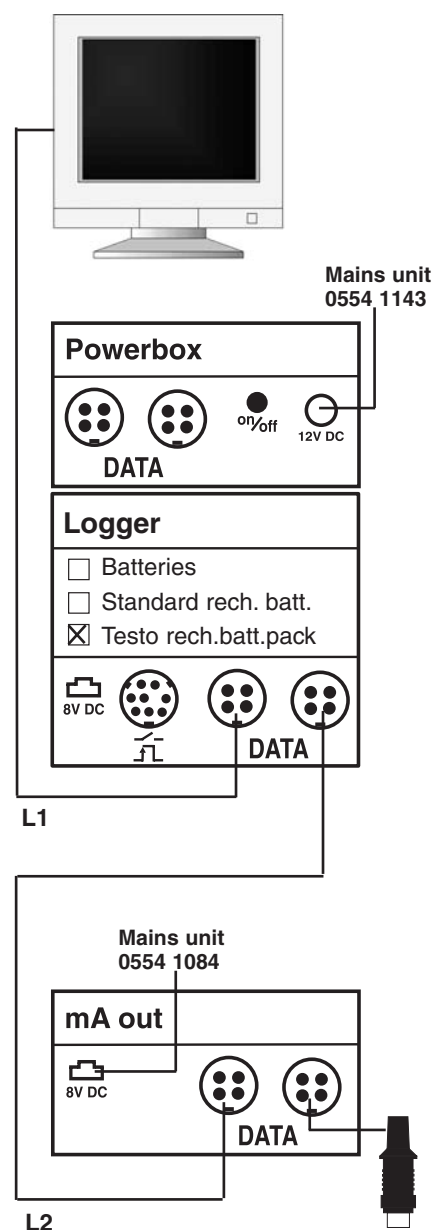 Mains unit
0554 1143
Powerbox
on/off
12V DC
DATA
Logger
Batteries
Standard rech. batt.
Testo rech.batt.pack
8V DC
DATA
L1
Mains unit
0554 1084
mA out
8V DC
DATA
L2